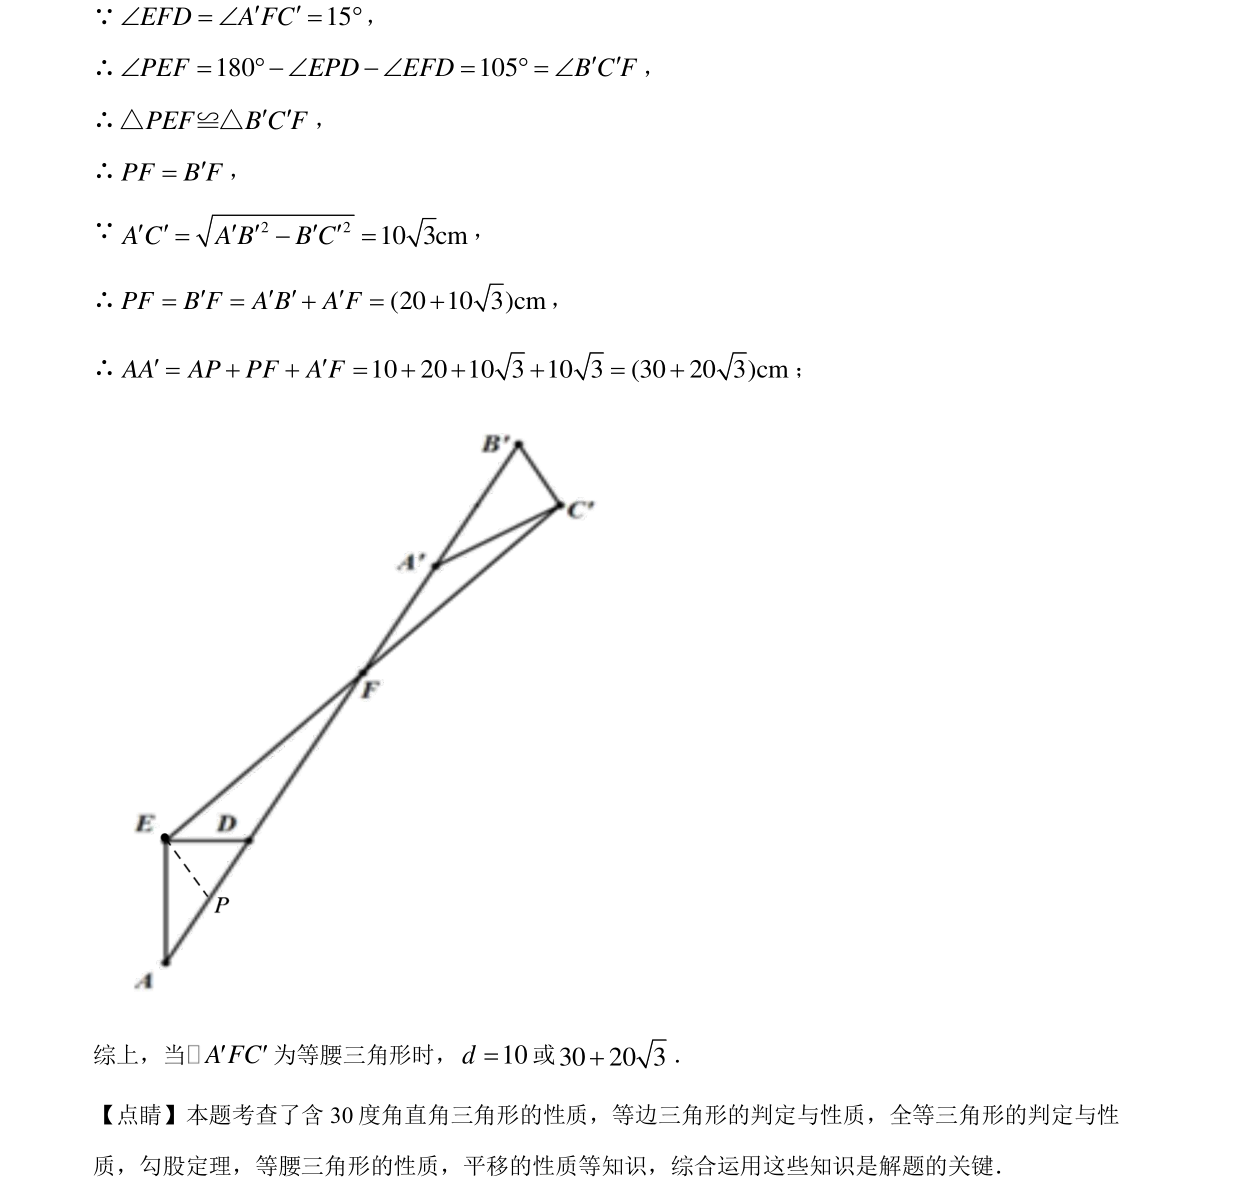 ∵ ∠EFD = ∠A′FC′ = 15°，
∴ ∠PEF = 180° − ∠EPD − ∠EFD = 105° = ∠B′C′F，
∴ △PEF≌△B′C′F，
∴ PF = B′F，
∵ A′C′ = √(A′B′² − B′C′²) = 10√3cm，
∴ PF = B′F = A′B′ + A′F = (20+10√3)cm，
∴ AA′ = AP + PF + A′F = 10+20+10√3+10√3 = (30+20√3)cm；
B′
C′
A′
F
E D
P
A
综上，当□A′FC′为等腰三角形时，d =10或30+20√3．
【点睛】本题考查了含 30 度角直角三角形的性质，等边三角形的判定与性质，全等三角形的判定与性
质，勾股定理，等腰三角形的性质，平移的性质等知识，综合运用这些知识是解题的关键．